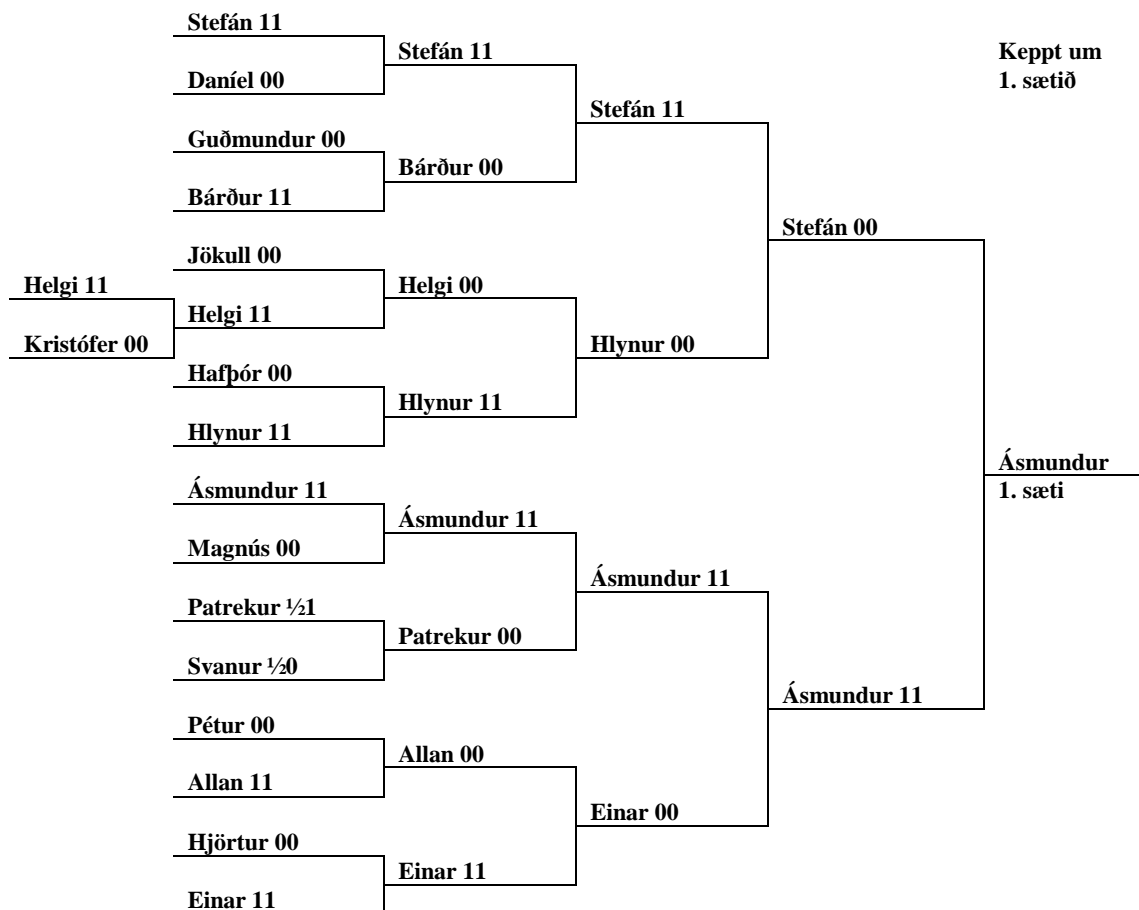 Stefán 11
Daníel 00
Guðmundur 00
Bárður 11
Jökull 00
Helgi 11
Kristófer 00
Helgi 11
Hafþór 00
Hlynur 11
Ásmundur 11
Magnús 00
Patrekur ½1
Svanur ½0
Pétur 00
Allan 11
Hjörtur 00
Einar 11
Stefán 11
Bárður 00
Helgi 00
Hlynur 11
Ásmundur 11
Patrekur 00
Allan 00
Einar 11
Stefán 11
Hlynur 00
Ásmundur 11
Einar 00
Stefán 00
Ásmundur 11
Keppt um
1. sætið
Ásmundur
1. sæti